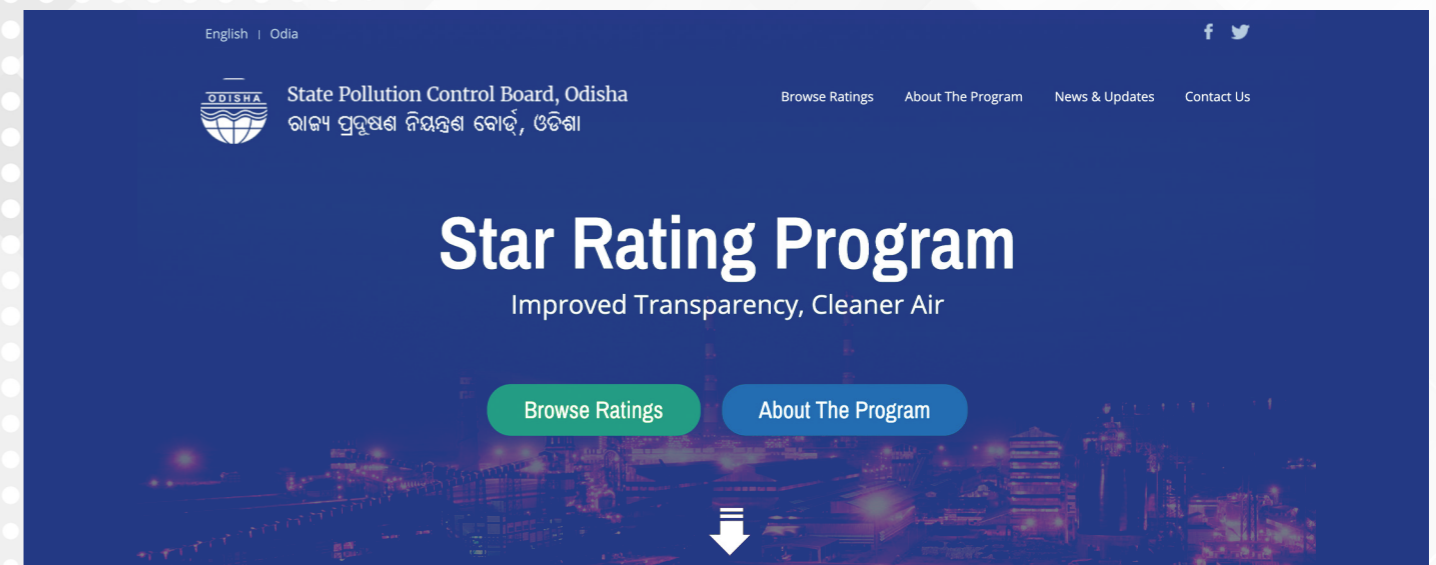 English | Odia
ODISHA
State Pollution Control Board, Odisha
ରାଜ୍ୟ ପ୍ରଦୂଷଣ ନିୟନ୍ତ୍ରଣ ବୋର୍ଡ଼, ଓଡିଶା
Browse Ratings About The Program News & Updates Contact Us
Star Rating Program
Improved Transparency, Cleaner Air
Browse Ratings About The Program